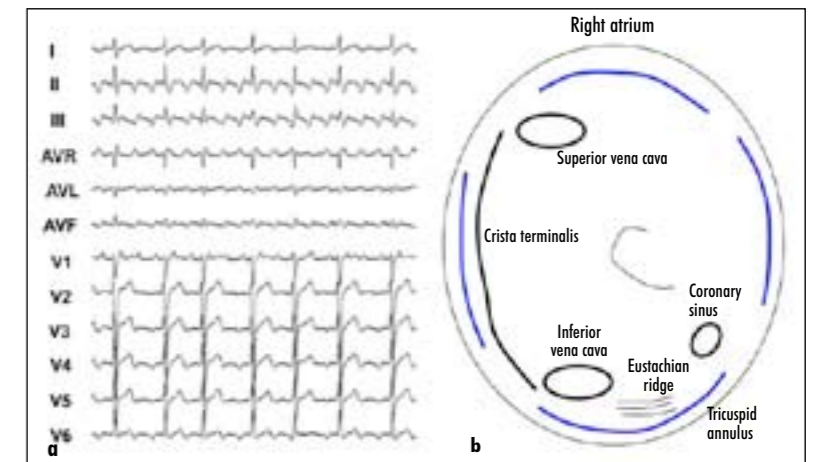 I
II
III
AVR
AVL
AVF
V1
V2
V3
V4
V5
V6
a
Right atrium
Superior vena cava
Crista terminalis
Coronary
sinus
Inferior
vena cava
Eustachian
ridge
Tricuspid
annulus
b